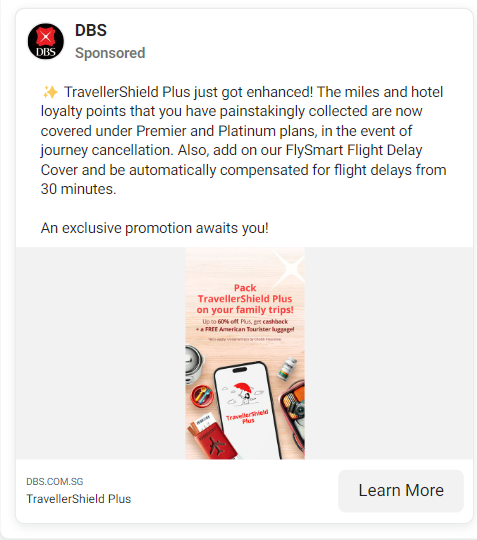 DBS
Sponsored
DBS
✨ TravellerShield Plus just got enhanced! The miles and hotel
loyalty points that you have painstakingly collected are now
covered under Premier and Platinum plans, in the event of
journey cancellation. Also, add on our FlySmart Flight Delay
Cover and be automatically compensated for flight delays from
30 minutes.
An exclusive promotion awaits you!
Pack
TravellerShield Plus
on your family trips!
Up to 60% off. Plus, get cashback
+ a FREE American Tourister luggage!
TravellerShield
Plus
DBS.COM.SG
TravellerShield Plus
Learn More